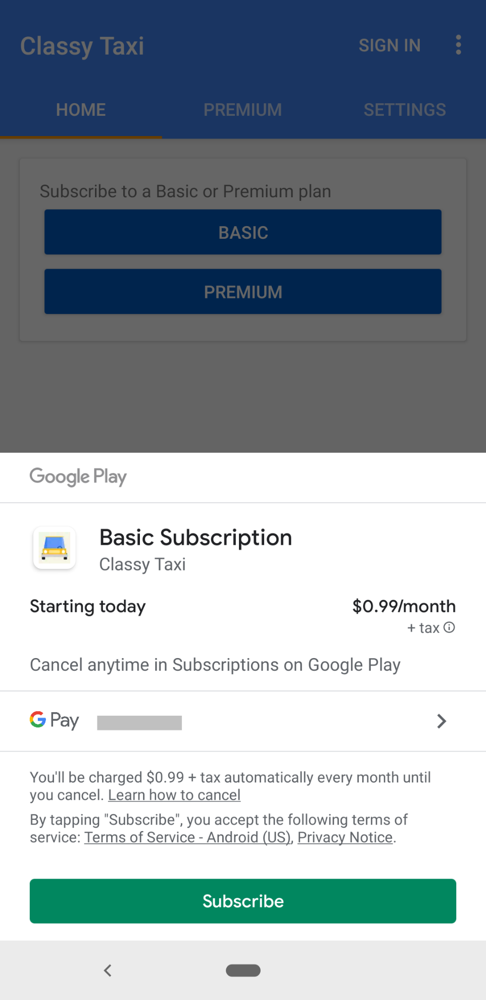 Classy Taxi
SIGN IN
HOME
PREMIUM
SETTINGS
Subscribe to a Basic or Premium plan
BASIC
PREMIUM
Google Play
Basic Subscription
Classy Taxi
Starting today
$0.99/month
+ tax
Cancel anytime in Subscriptions on Google Play
G Pay
You'll be charged $0.99 + tax automatically every month until
you cancel. Learn how to cancel
By tapping "Subscribe", you accept the following terms of
service: Terms of Service - Android (US), Privacy Notice.
Subscribe